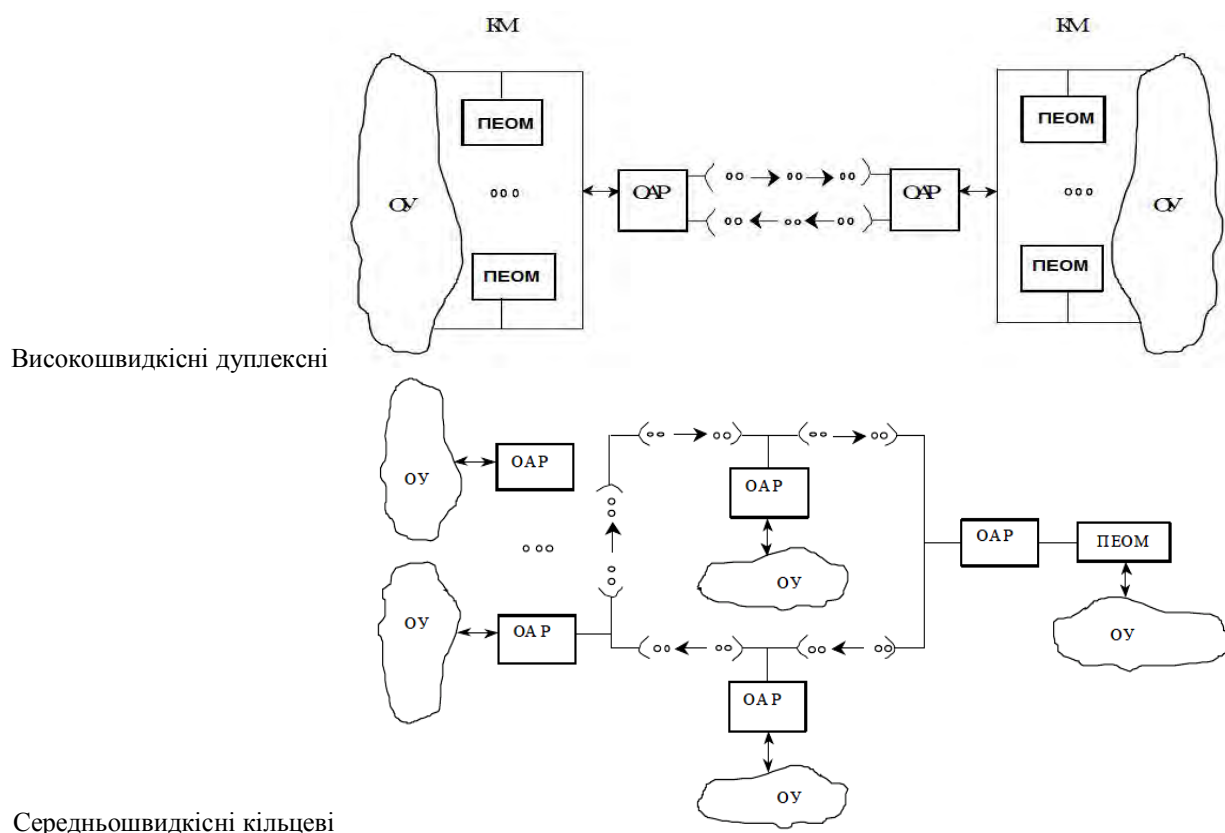 КМ КМ
ПЕОМ ПЕОМ
ОУ ОАР ОАР ОУ
ПЕОМ ПЕОМ
Високошвидкісні дуплексні
ОУ ОАР ОАР
ОАР ПЕОМ
ОУ
ОУ ОАР ОУ
ОАР
ОУ
Середньошвидкісні кільцеві